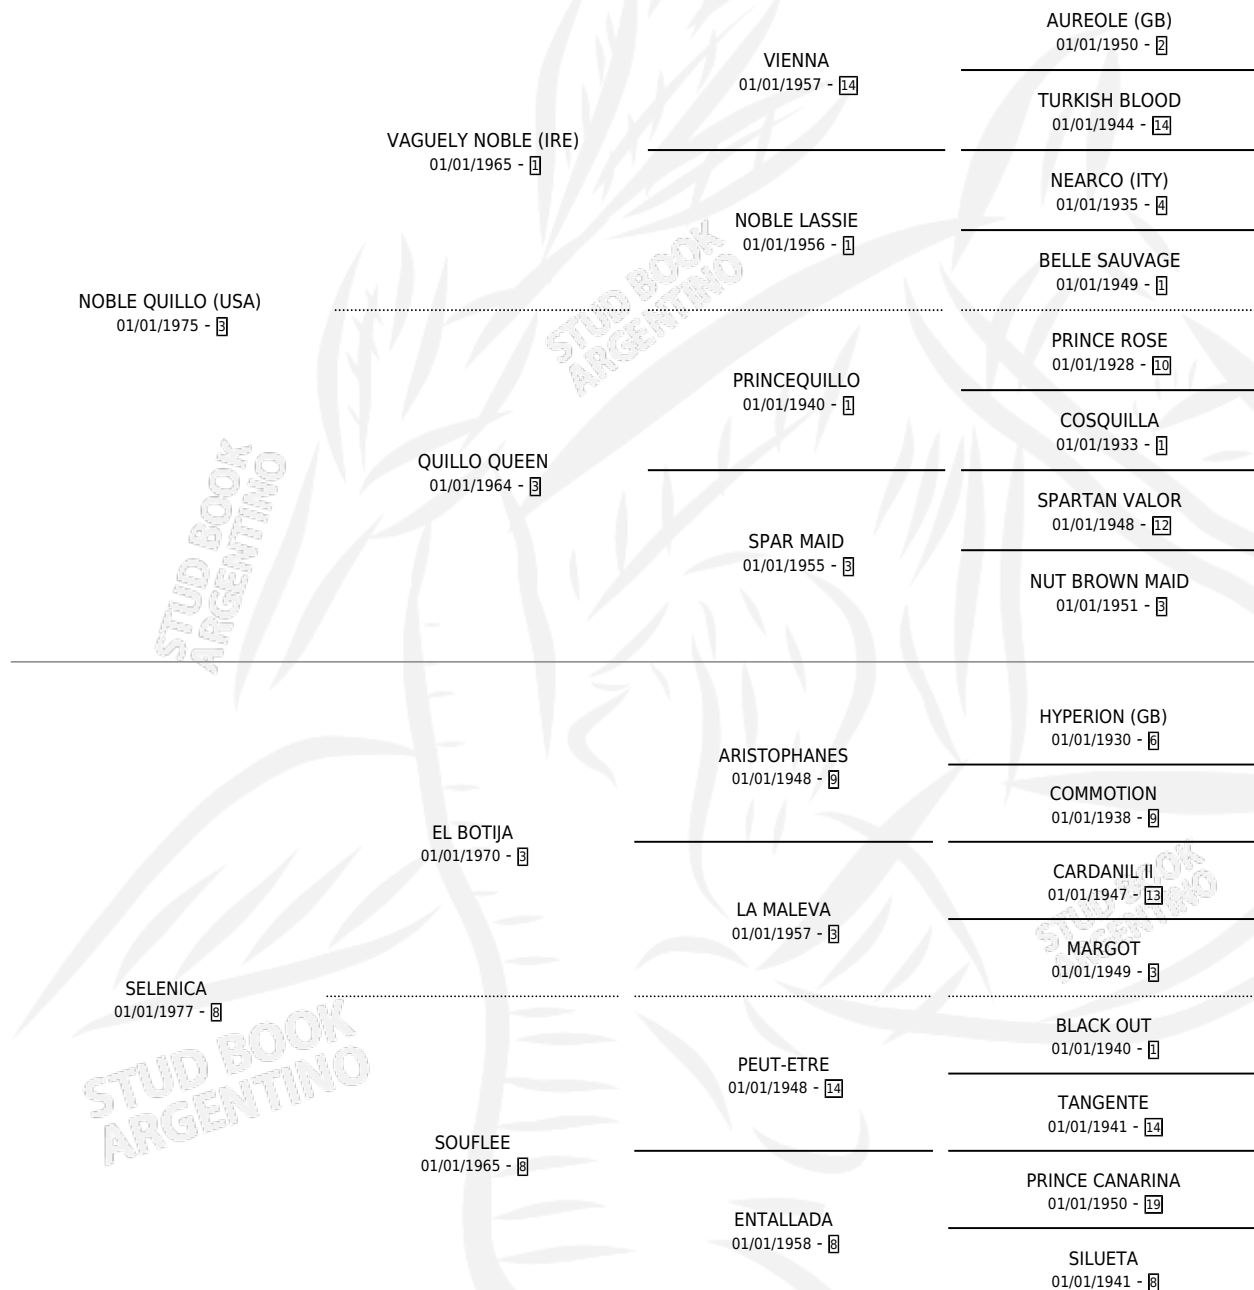 AUREOLE (GB)
01/01/1950 - 2
VIENNA
01/01/1957 - 14
TURKISH BLOOD
01/01/1944 - 14
VAGUELY NOBLE (IRE)
01/01/1965 - 1
NEARCO (ITY)
01/01/1935 - 4
NOBLE LASSIE
01/01/1956 - 1
BELLE SAUVAGE
01/01/1949 - 1
NOBLE QUILLO (USA)
01/01/1975 - 3
PRINCE ROSE
01/01/1928 - 10
PRINCEQUILLO
01/01/1940 - 1
COSQUILLA
01/01/1933 - 1
QUILLO QUEEN
01/01/1964 - 3
SPARTAN VALOR
01/01/1948 - 12
SPAR MAID
01/01/1955 - 3
NUT BROWN MAID
01/01/1951 - 3
HYPERION (GB)
01/01/1930 - 6
ARISTOPHANES
01/01/1948 - 9
COMMOTION
01/01/1938 - 9
EL BOTIJA
01/01/1970 - 3
CARDANIL II
01/01/1947 - 13
LA MALEVA
01/01/1957 - 3
MARGOT
01/01/1949 - 3
SELENICA
01/01/1977 - 8
BLACK OUT
01/01/1940 - 1
PEUT-ETRE
01/01/1948 - 14
TANGENTE
01/01/1941 - 14
SOUFLEE
01/01/1965 - 8
PRINCE CANARINA
01/01/1950 - 19
ENTALLADA
01/01/1958 - 8
SILUETA
01/01/1941 - 8
STUD BOOK
ARGENTINO
STUD BOOK
ARGENTINO
STUD BOOK
ARGENTINO
STUD BOOK
ARGENTINO